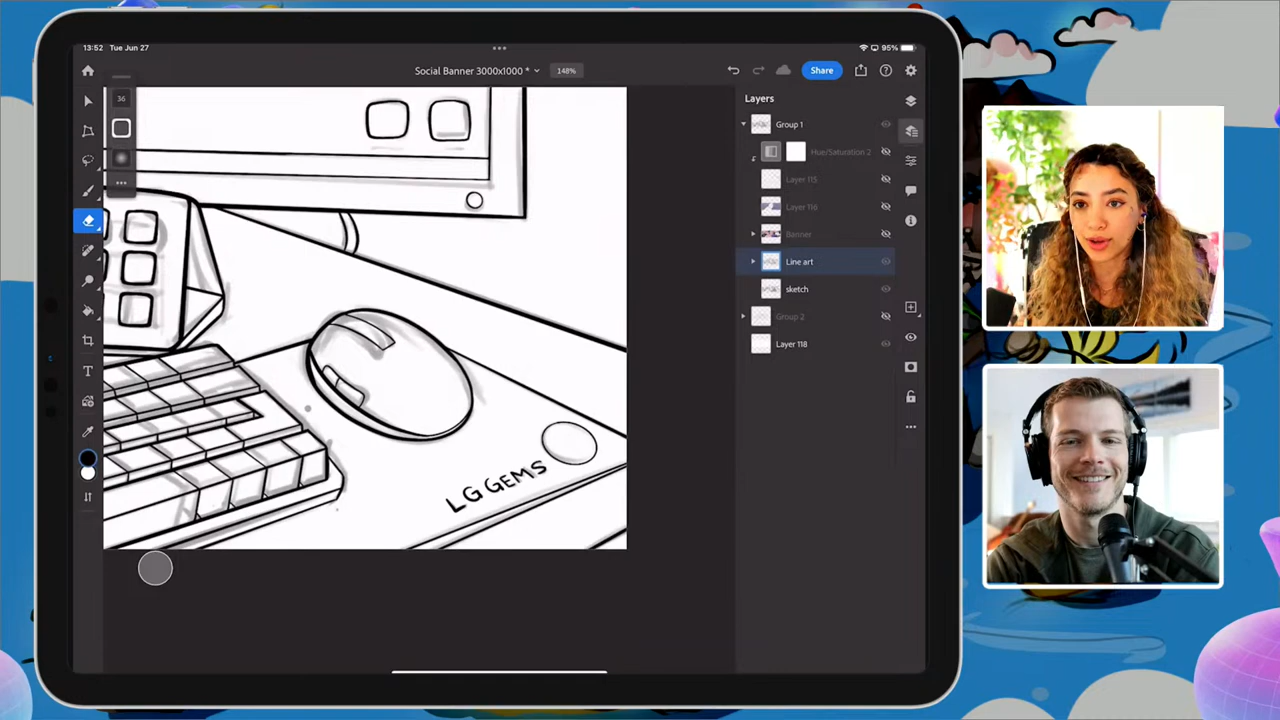 13:52 Tue Jun 27
95%
Social Banner 3000x1000 *
148%
Share
36
Layers
Group 1
Hue/Saturation 2
Layer 115
Layer 116
Banner
Line art
sketch
Group 2
Layer 118
T
LG GEMS